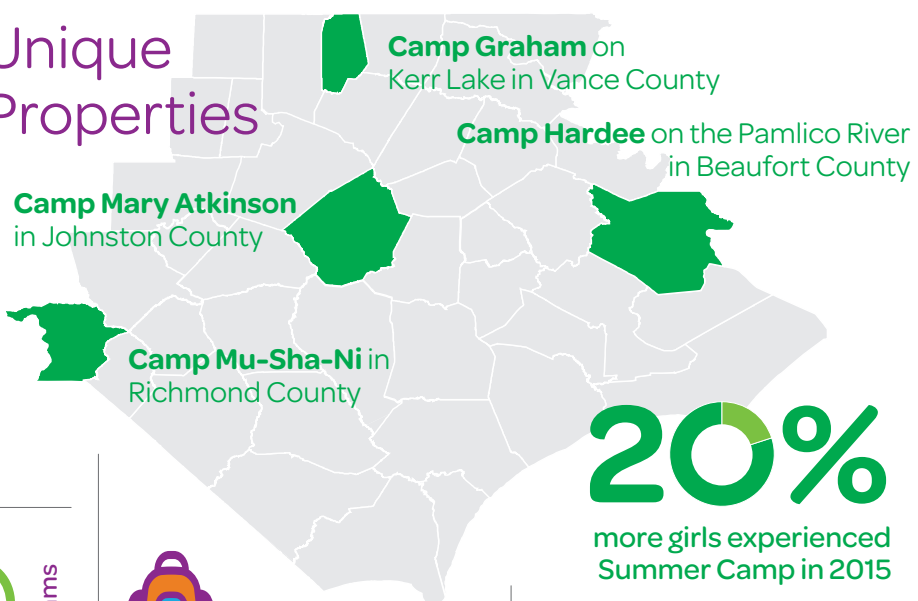 Unique
Properties
Camp Graham on
Kerr Lake in Vance County
Camp Hardee on the Pamlico River
in Beaufort County
Camp Mary Atkinson
in Johnston County
Camp Mu-Sha-Ni in
Richmond County
20%
more girls experienced
Summer Camp in 2015